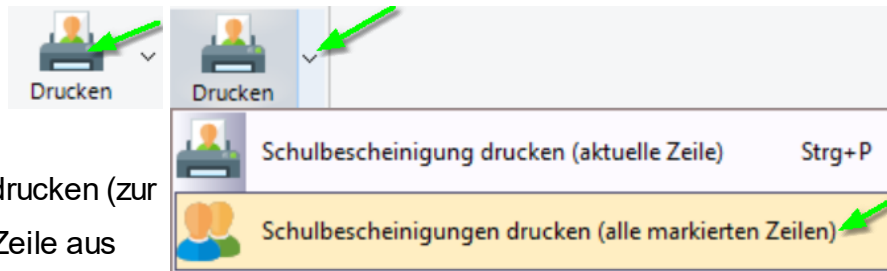 Drucken
Drucken
Schulbescheinigung drucken (aktuelle Zeile) Strg+P
drucken (zur
Schulbescheinigungen drucken (alle markierten Zeilen)
Zeile aus